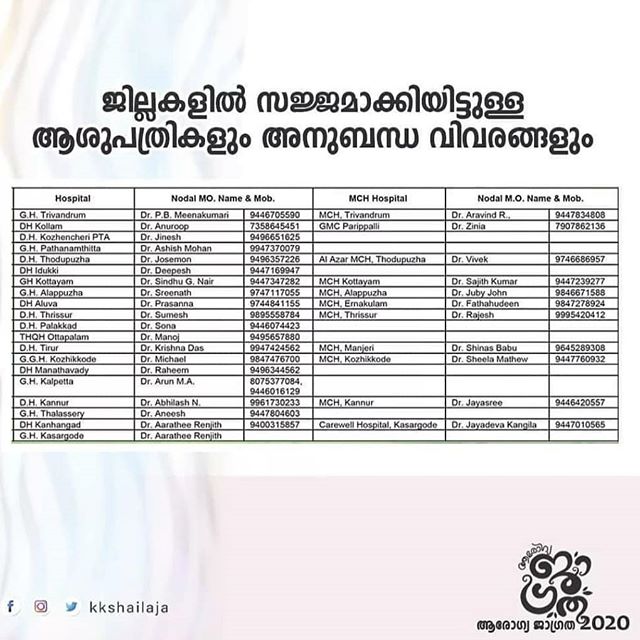 ജില്ലകളിൽ സജ്ജമാക്കിയിട്ടുള്ള
ആശുപത്രികളും അനുബന്ധ വിവരങ്ങളും
Hospital Nodal MO. Name & Mob. MCH Hospital Nodal M.O. Name & Mob.
G.H. Trivandrum Dr. P.B. Meenakumari 9446705590 MCH, Trivandrum Dr. Aravind R., 9447834808
DH Kollam Dr. Anuroop 7358645451 GMC Parippalli Dr. Zinia 7907862136
D.H. Kozhencheri PTA Dr. Jinesh 9496651625
G.H. Pathanamthitta Dr. Ashish Mohan 9947370079
D.H. Thodupuzha Dr. Josemon 9496357226 Al Azar MCH, Thodupuzha Dr. Vivek 9746686957
DH Idukki Dr. Deepesh 9447169947
GH Kottayam Dr. Sindhu G. Nair 9447347282 MCH Kottayam Dr. Sajith Kumar 9447239277
G.H. Alappuzha Dr. Sreenath 9747117055 MCH, Alappuzha Dr. Juby John 9846671588
DH Aluva Dr. Prasanna 9744841155 MCH, Ernakulam Dr. Fathahudeen 9847278924
D.H. Thrissur Dr. Sumesh 9895558784 MCH, Thrissur Dr. Rajesh 9995420412
D.H. Palakkad Dr. Sona 9446074423
THQH Ottapalam Dr. Manoj 9495657880
D.H. Tirur Dr. Krishna Das 9947424562 MCH, Manjeri Dr. Shinas Babu 9645289308
G.G.H. Kozhikkode Dr. Michael 9847476700 MCH, Kozhikkode Dr. Sheela Mathew 9447760932
DH Manathavady Dr. Raheem 9496344562
G.H. Kalpetta Dr. Arun M.A. 8075377084,
9446016129
D.H. Kannur Dr. Abhilash N. 9961730233 MCH, Kannur Dr. Jayasree 9446420557
G.H. Thalassery Dr. Aneesh 9447804603
DH Kanhangad Dr. Aarathee Renjith 9400315857 Carewell Hospital, Kasargode Dr. Jayadeva Kangila 9447010565
G.H. Kasargode Dr. Aarathee Renjith
kkshailaja
ആരോഗ്യ
ജാഗ്രത
ആരോഗ്യ ജാഗ്രത 2020